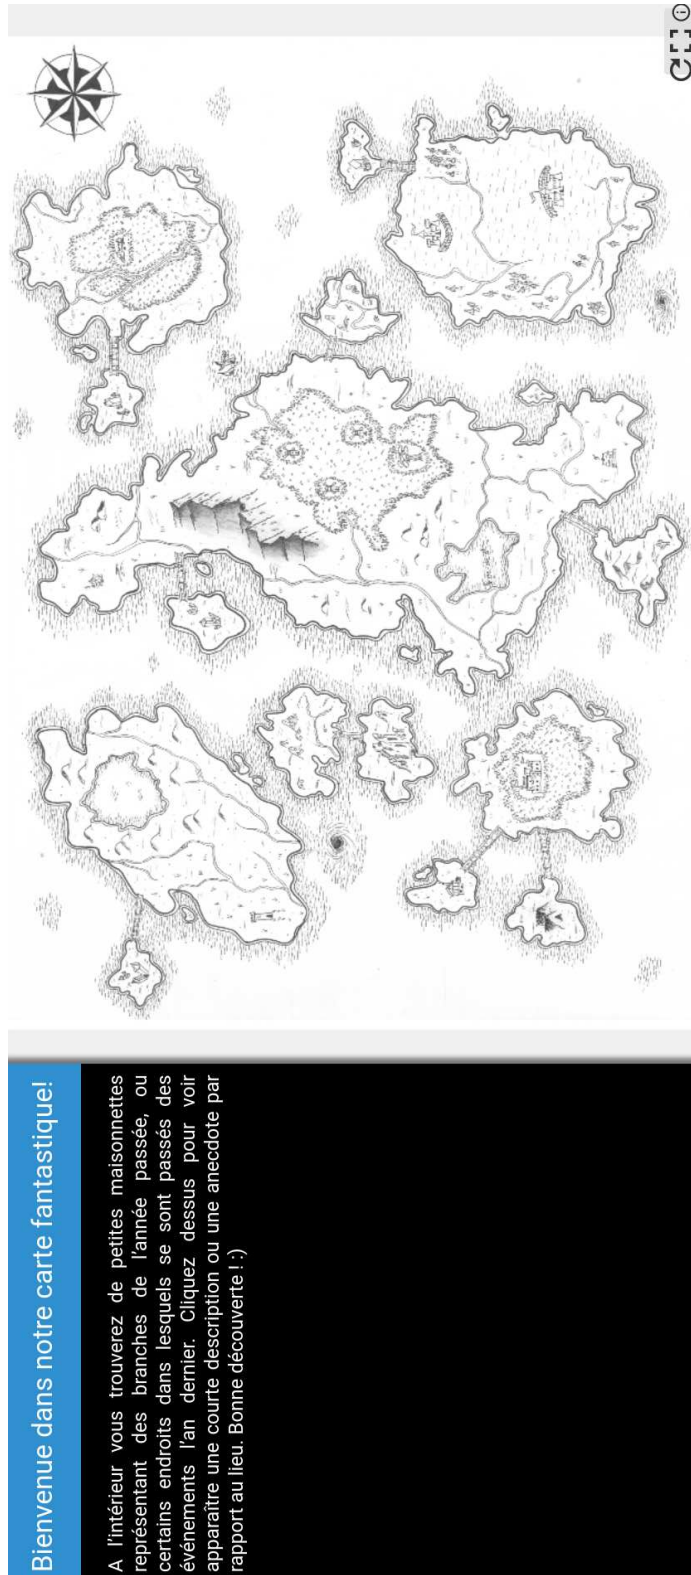 Bienvenue dans notre carte fantastique!
A l'intérieur vous trouverez de petites maisonnettes
représentant des branches de l'année passée, ou
certains endroits dans lesquels se sont passés des
événements l'an dernier. Cliquez dessus pour voir
apparaître une courte description ou une anecdote par
rapport au lieu. Bonne découverte ! :)